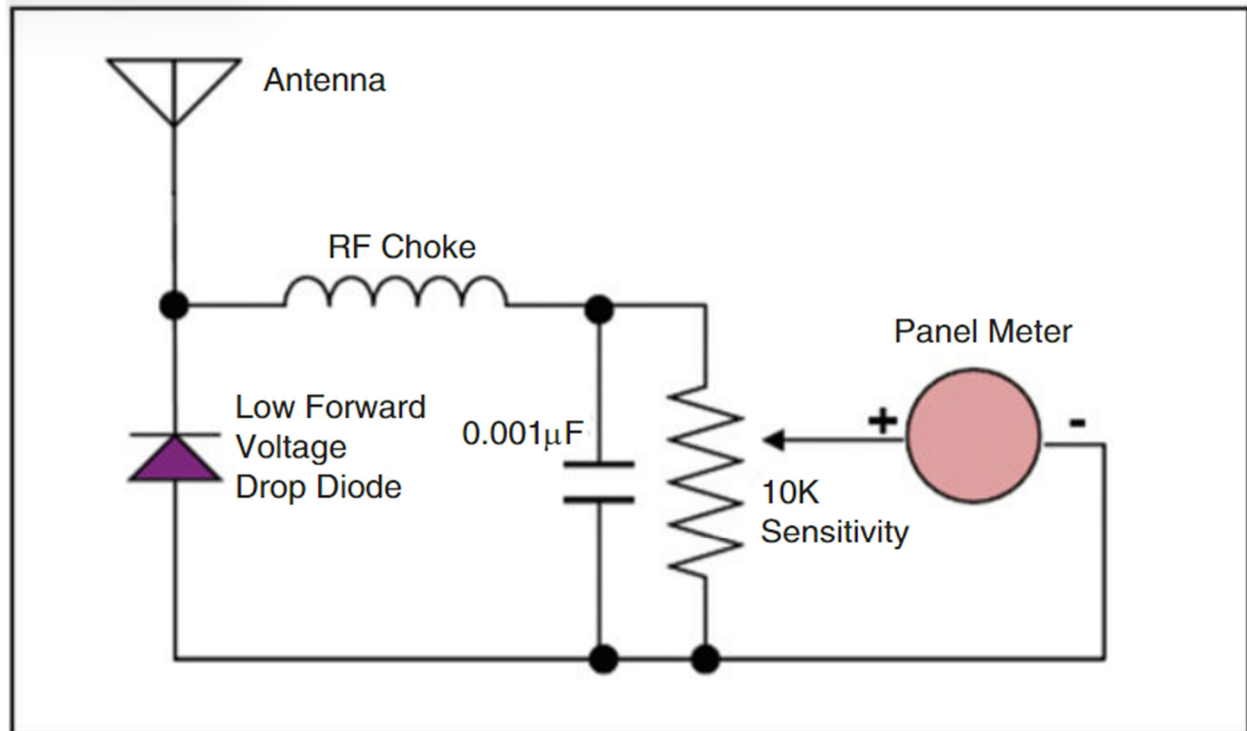 Antenna
RF Choke
Panel Meter
Low Forward
Voltage
Drop Diode
0.001μF
+
-
10K
Sensitivity